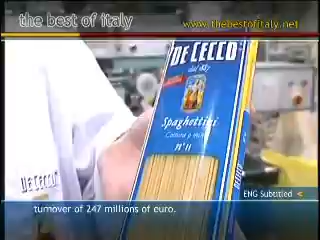 the best of italy
www.thebestofitaly.net
DE CECCO
dal 1887
Spaghettini
n° 11
DE CECCO
ENG Subtitled <
turnover of 247 millions of euro.